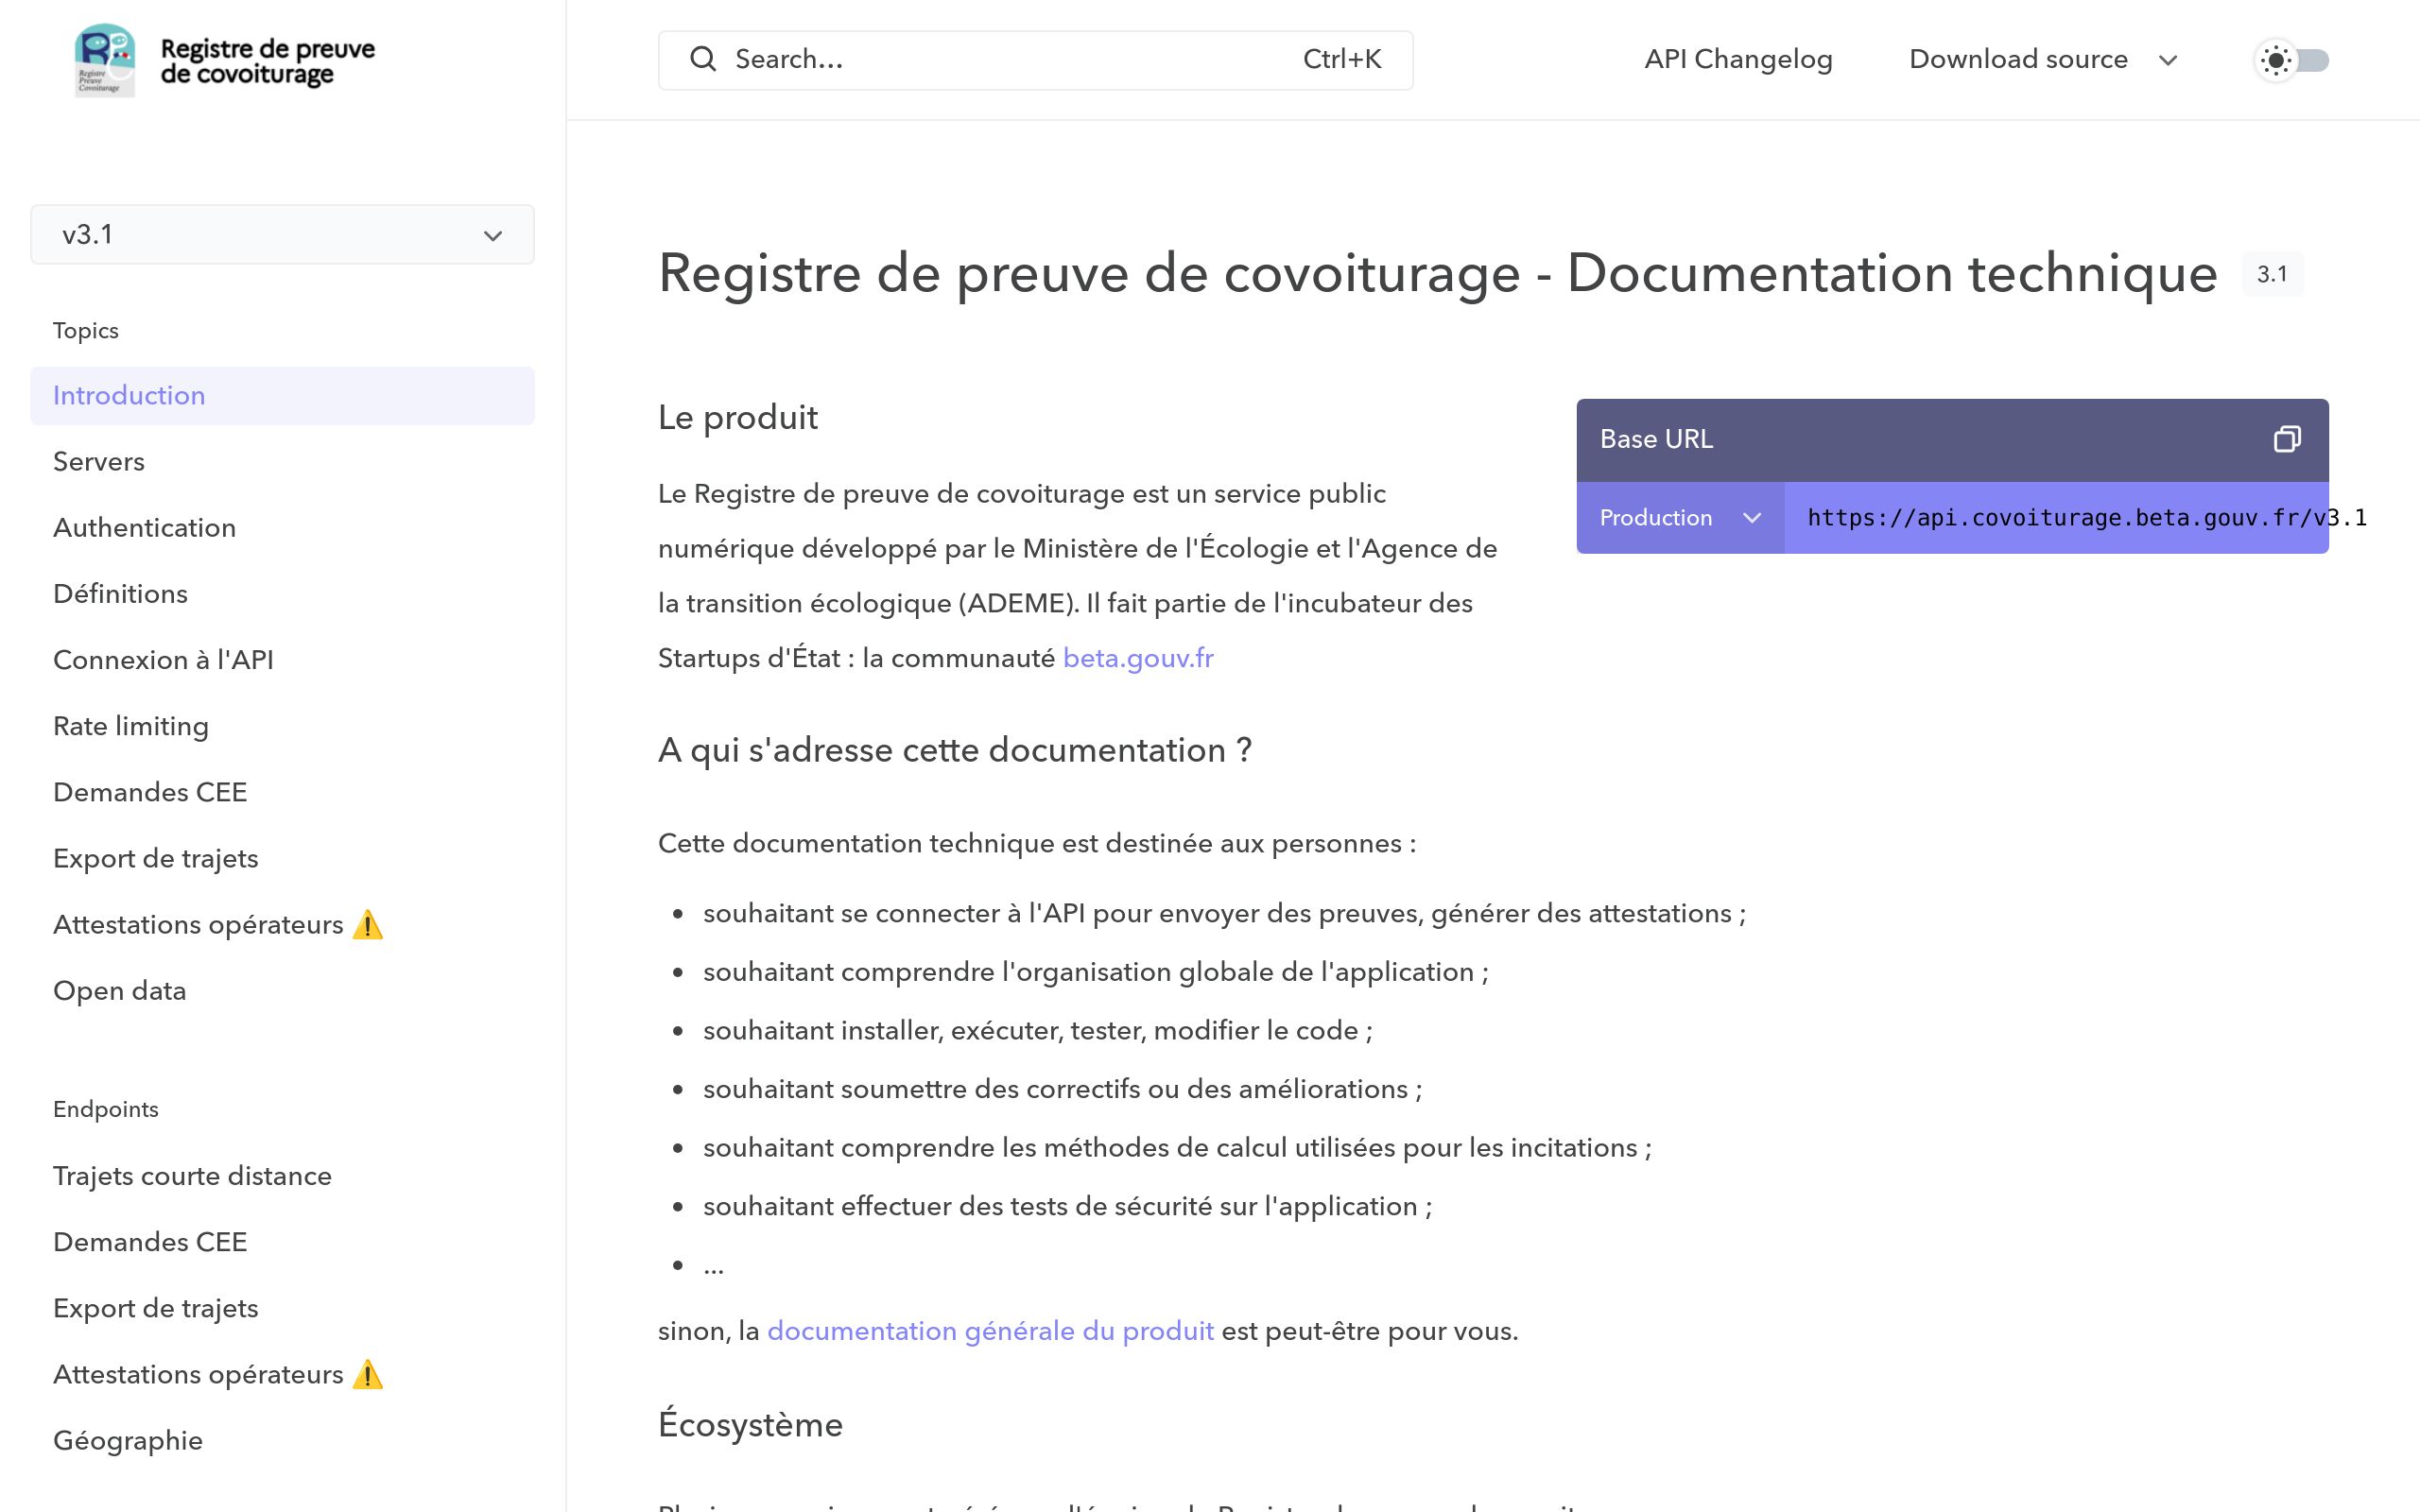 Registre
Preuve
Covoiturage
Registre de preuve
de covoiturage
Search...
Ctrl+K
API Changelog
Download source
v3.1
Topics
Introduction
Servers
Authentication
Définitions
Connexion à l'API
Rate limiting
Demandes CEE
Export de trajets
Attestations opérateurs ⚠️
Open data
Endpoints
Trajets courte distance
Demandes CEE
Export de trajets
Attestations opérateurs ⚠️
Géographie
Registre de preuve de covoiturage - Documentation technique
3.1
Le produit
Le Registre de preuve de covoiturage est un service public
numérique développé par le Ministère de l'Écologie et l'Agence de
la transition écologique (ADEME). Il fait partie de l'incubateur des
Startups d'État : la communauté beta.gouv.fr
Base URL
Production
https://api.covoiturage.beta.gouv.fr/v3.1
A qui s'adresse cette documentation ?
Cette documentation technique est destinée aux personnes :
• souhaitant se connecter à l'API pour envoyer des preuves, générer des attestations ;
• souhaitant comprendre l'organisation globale de l'application ;
• souhaitant installer, exécuter, tester, modifier le code ;
• souhaitant soumettre des correctifs ou des améliorations ;
• souhaitant comprendre les méthodes de calcul utilisées pour les incitations ;
• souhaitant effectuer des tests de sécurité sur l'application ;
• ...
sinon, la documentation générale du produit est peut-être pour vous.
Écosystème